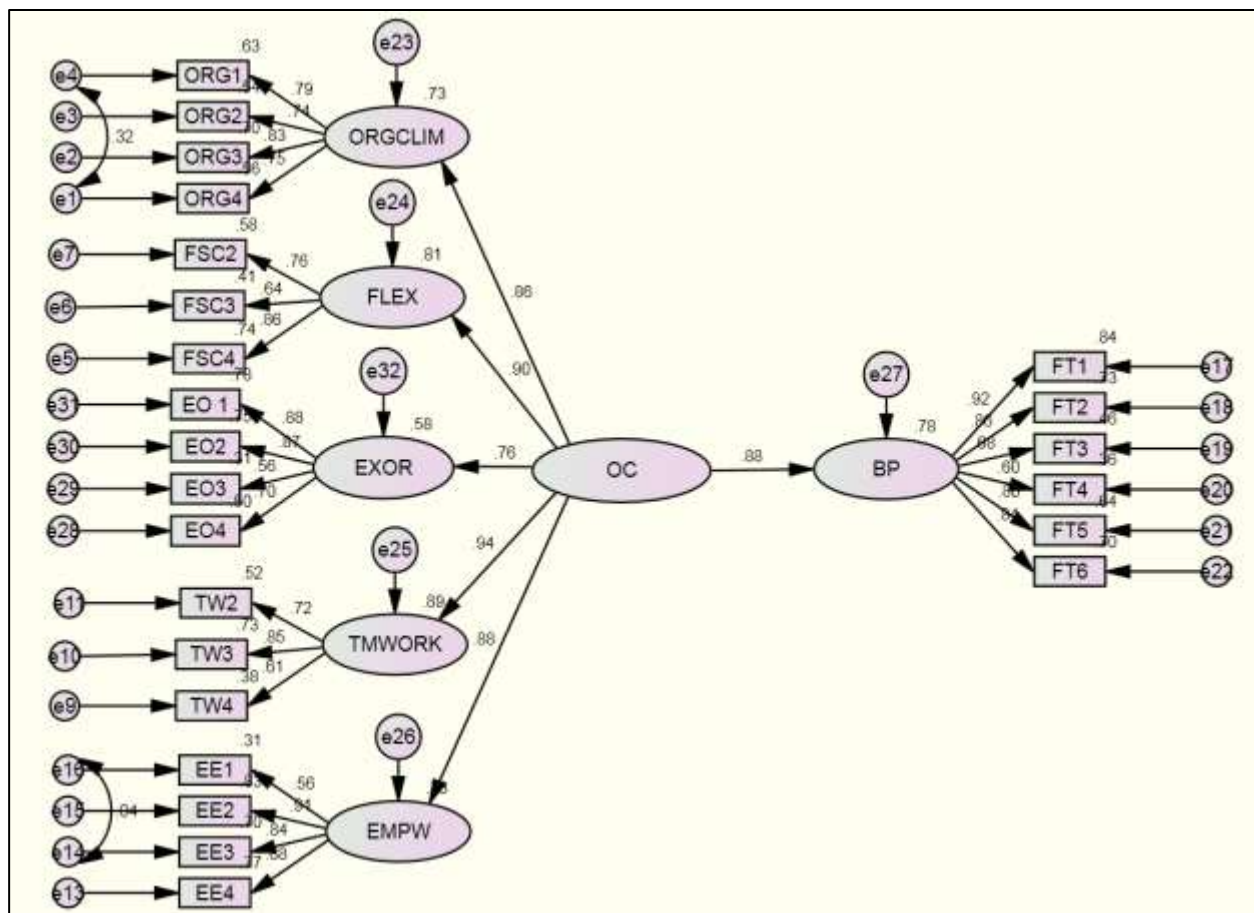 e23
.63
e4 ORG1 .79 .73
e3 ORG2 .74
ORGCLIM
.32 .83
e2 ORG3 .75
e1 ORG4
e24
.58
e7 FSC2 .76 .81
.41 .64 FLEX
e6 FSC3 .86
.74
e5 FSC4
.86
.90
e32
e31 EO 1 .88 .58
e30 EO2 .87
EXOR .76 OC
e29 EO3 .56
.70
e28 EO4
e25
.94
.52
e11 TW2 .72 .89
.73 .85 TMWORK
e10 TW3 .61
.38
e9 TW4
.88
e26
.31
e16 EE1 .56
e15 EE2 .91
EMPW
e14 EE3 .84
e13 EE4
.88
e27
.78
BP
.84
.92 FT1 e17
FT2 e18
FT3 e19
.60 FT4 e20
FT5 e21
FT6 e22